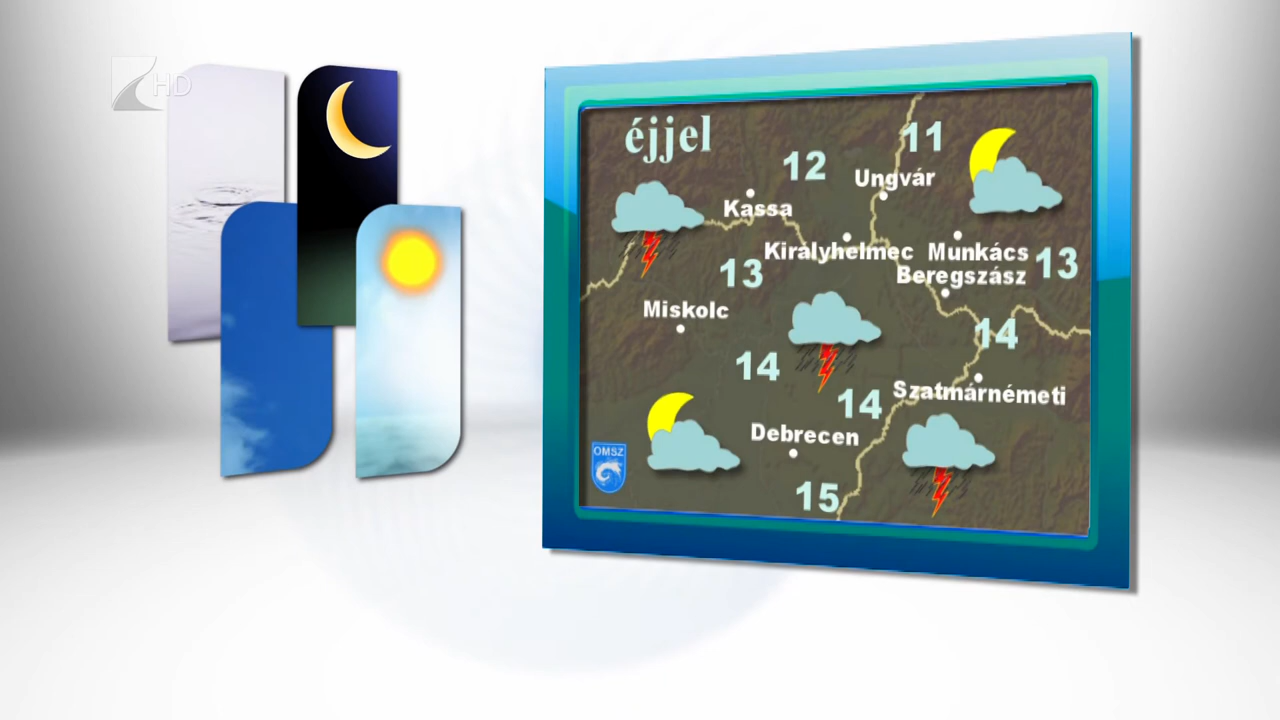 HD
éjjel
11
12
Ungvár
Kassa
Királyhelmec
Munkács
13
13
Beregszász
Miskolc
14
14
Szatmárnémeti
14
Debrecen
OMSZ
15